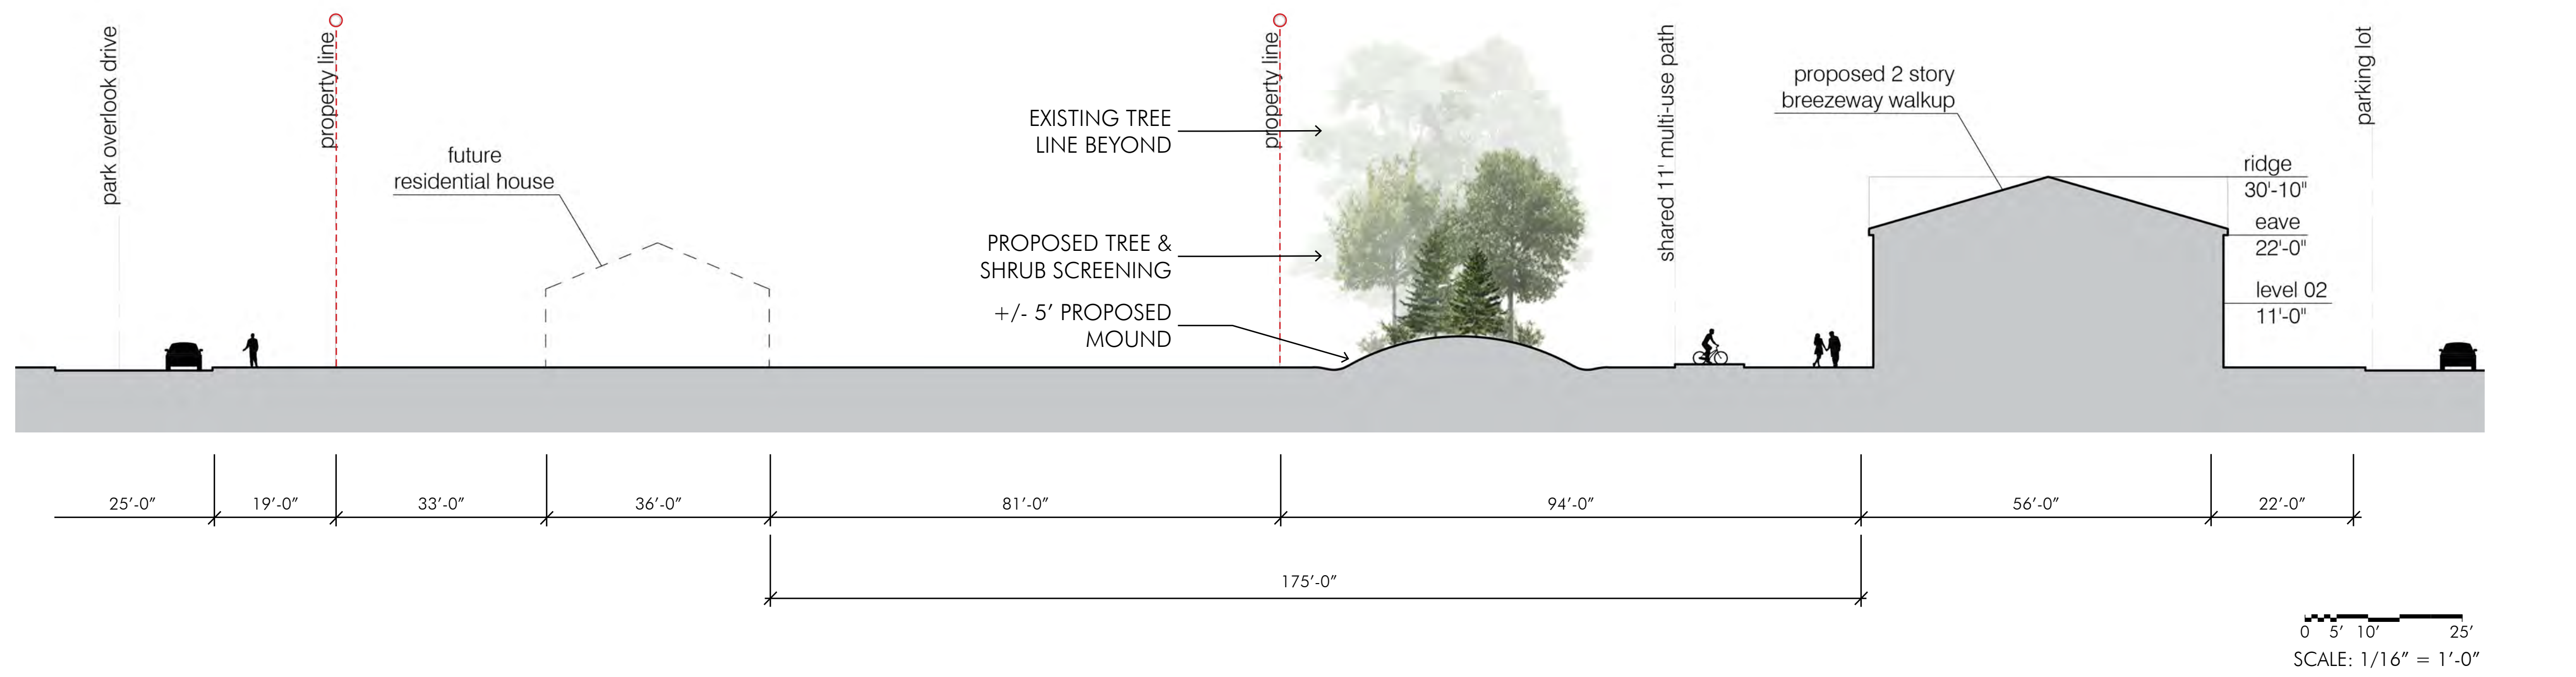 park overlook drive
property line
future
residential house
property line
EXISTING TREE
LINE BEYOND
PROPOSED TREE &
SHRUB SCREENING
+/- 5’ PROPOSED
MOUND
shared 11' multi-use path
proposed 2 story
breezeway walkup
ridge
30'-10"
eave
22'-0"
level 02
11'-0"
parking lot
25’-0”
19’-0”
33’-0”
36’-0”
81’-0”
94’-0”
56’-0”
22’-0”
175’-0”
0 5’ 10’ 25’
SCALE: 1/16” = 1’-0”